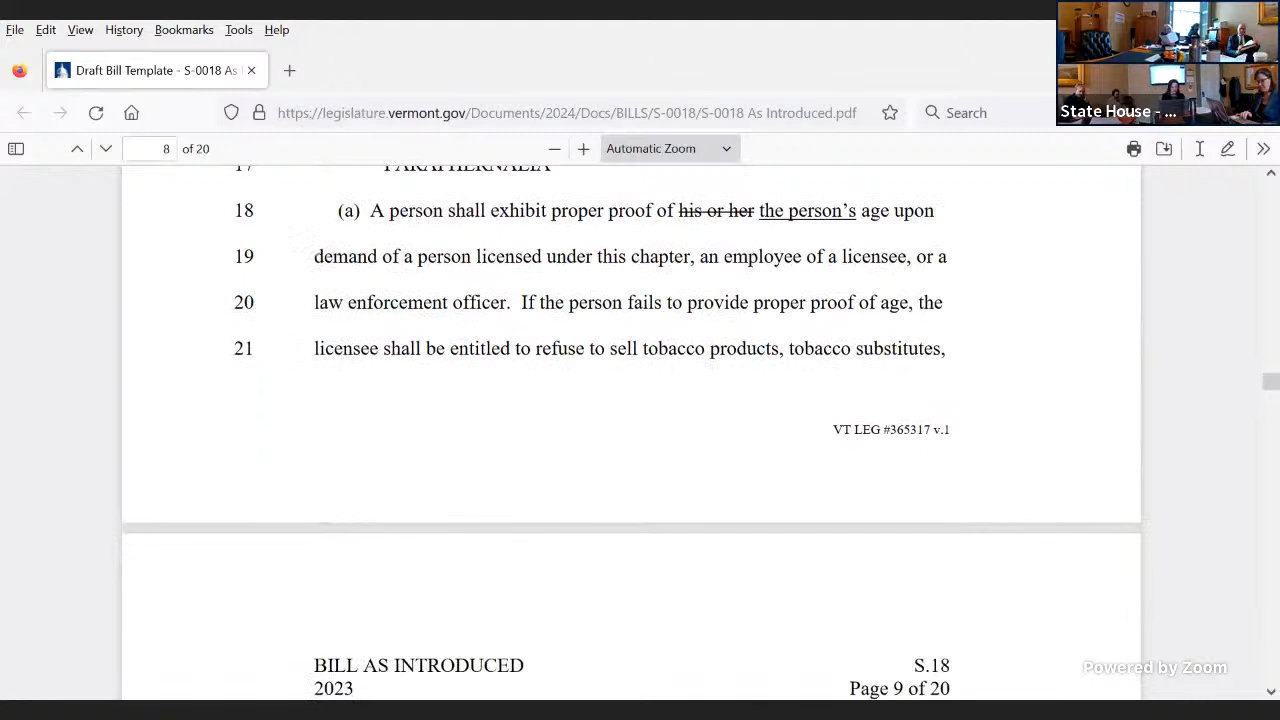 File Edit View History Bookmarks Tools Help
Draft Bill Template - S-0018 As
https://legislature.vermont.gov/Documents/2024/Docs/BILLS/S-0018/S-0018 As Introduced.pdf
Search
State House - ...
8 of 20
Automatic Zoom
17 PARAPHERNALIA
18 (a) A person shall exhibit proper proof of his or her the person's age upon
19 demand of a person licensed under this chapter, an employee of a licensee, or a
20 law enforcement officer. If the person fails to provide proper proof of age, the
21 licensee shall be entitled to refuse to sell tobacco products, tobacco substitutes,
VT LEG #365317 v.1
BILL AS INTRODUCED S.18
2023 Page 9 of 20
Powered by Zoom